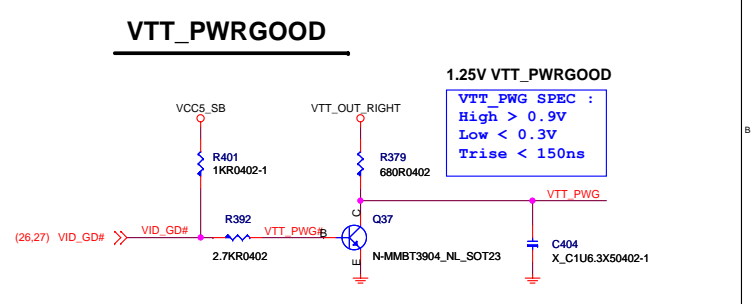 VTT_PWRGOOD
1.25V VTT_PWRGOOD
VTT_PWG SPEC :
High > 0.9V
Low < 0.3V
Trise < 150ns
VCC5_SB
VTT_OUT_RIGHT
R401
1KR0402-1
R379
680R0402
VTT_PWG
(26,27) VID_GD#
VID_GD#
R392
2.7KR0402
VTT_PWG#
B
C
E
Q37
N-MMBT3904_NL_SOT23
C404
X_C1U6.3X50402-1
B